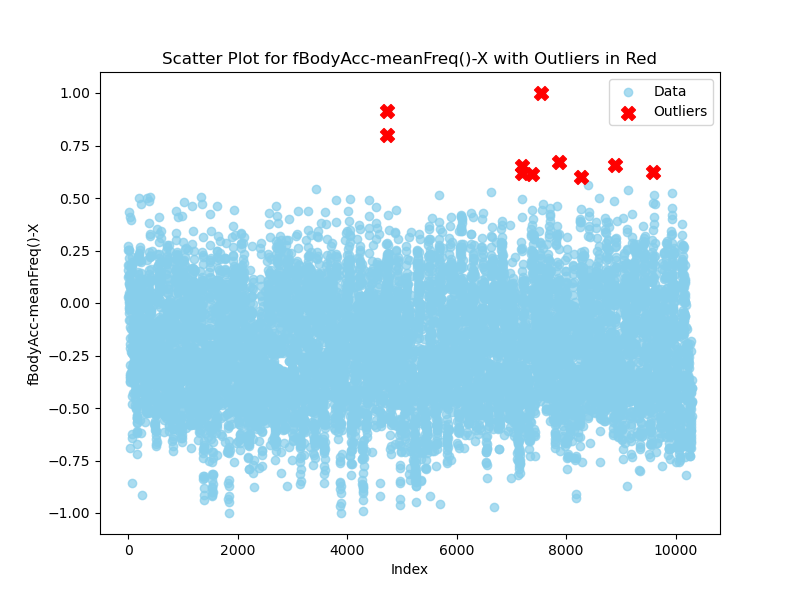 Scatter Plot for fBodyAcc-meanFreq()-X with Outliers in Red
Data
Outliers
1.00
0.75
0.50
0.25
0.00
−0.25
−0.50
−0.75
−1.00
fBodyAcc-meanFreq()-X
0 2000 4000 6000 8000 10000
Index